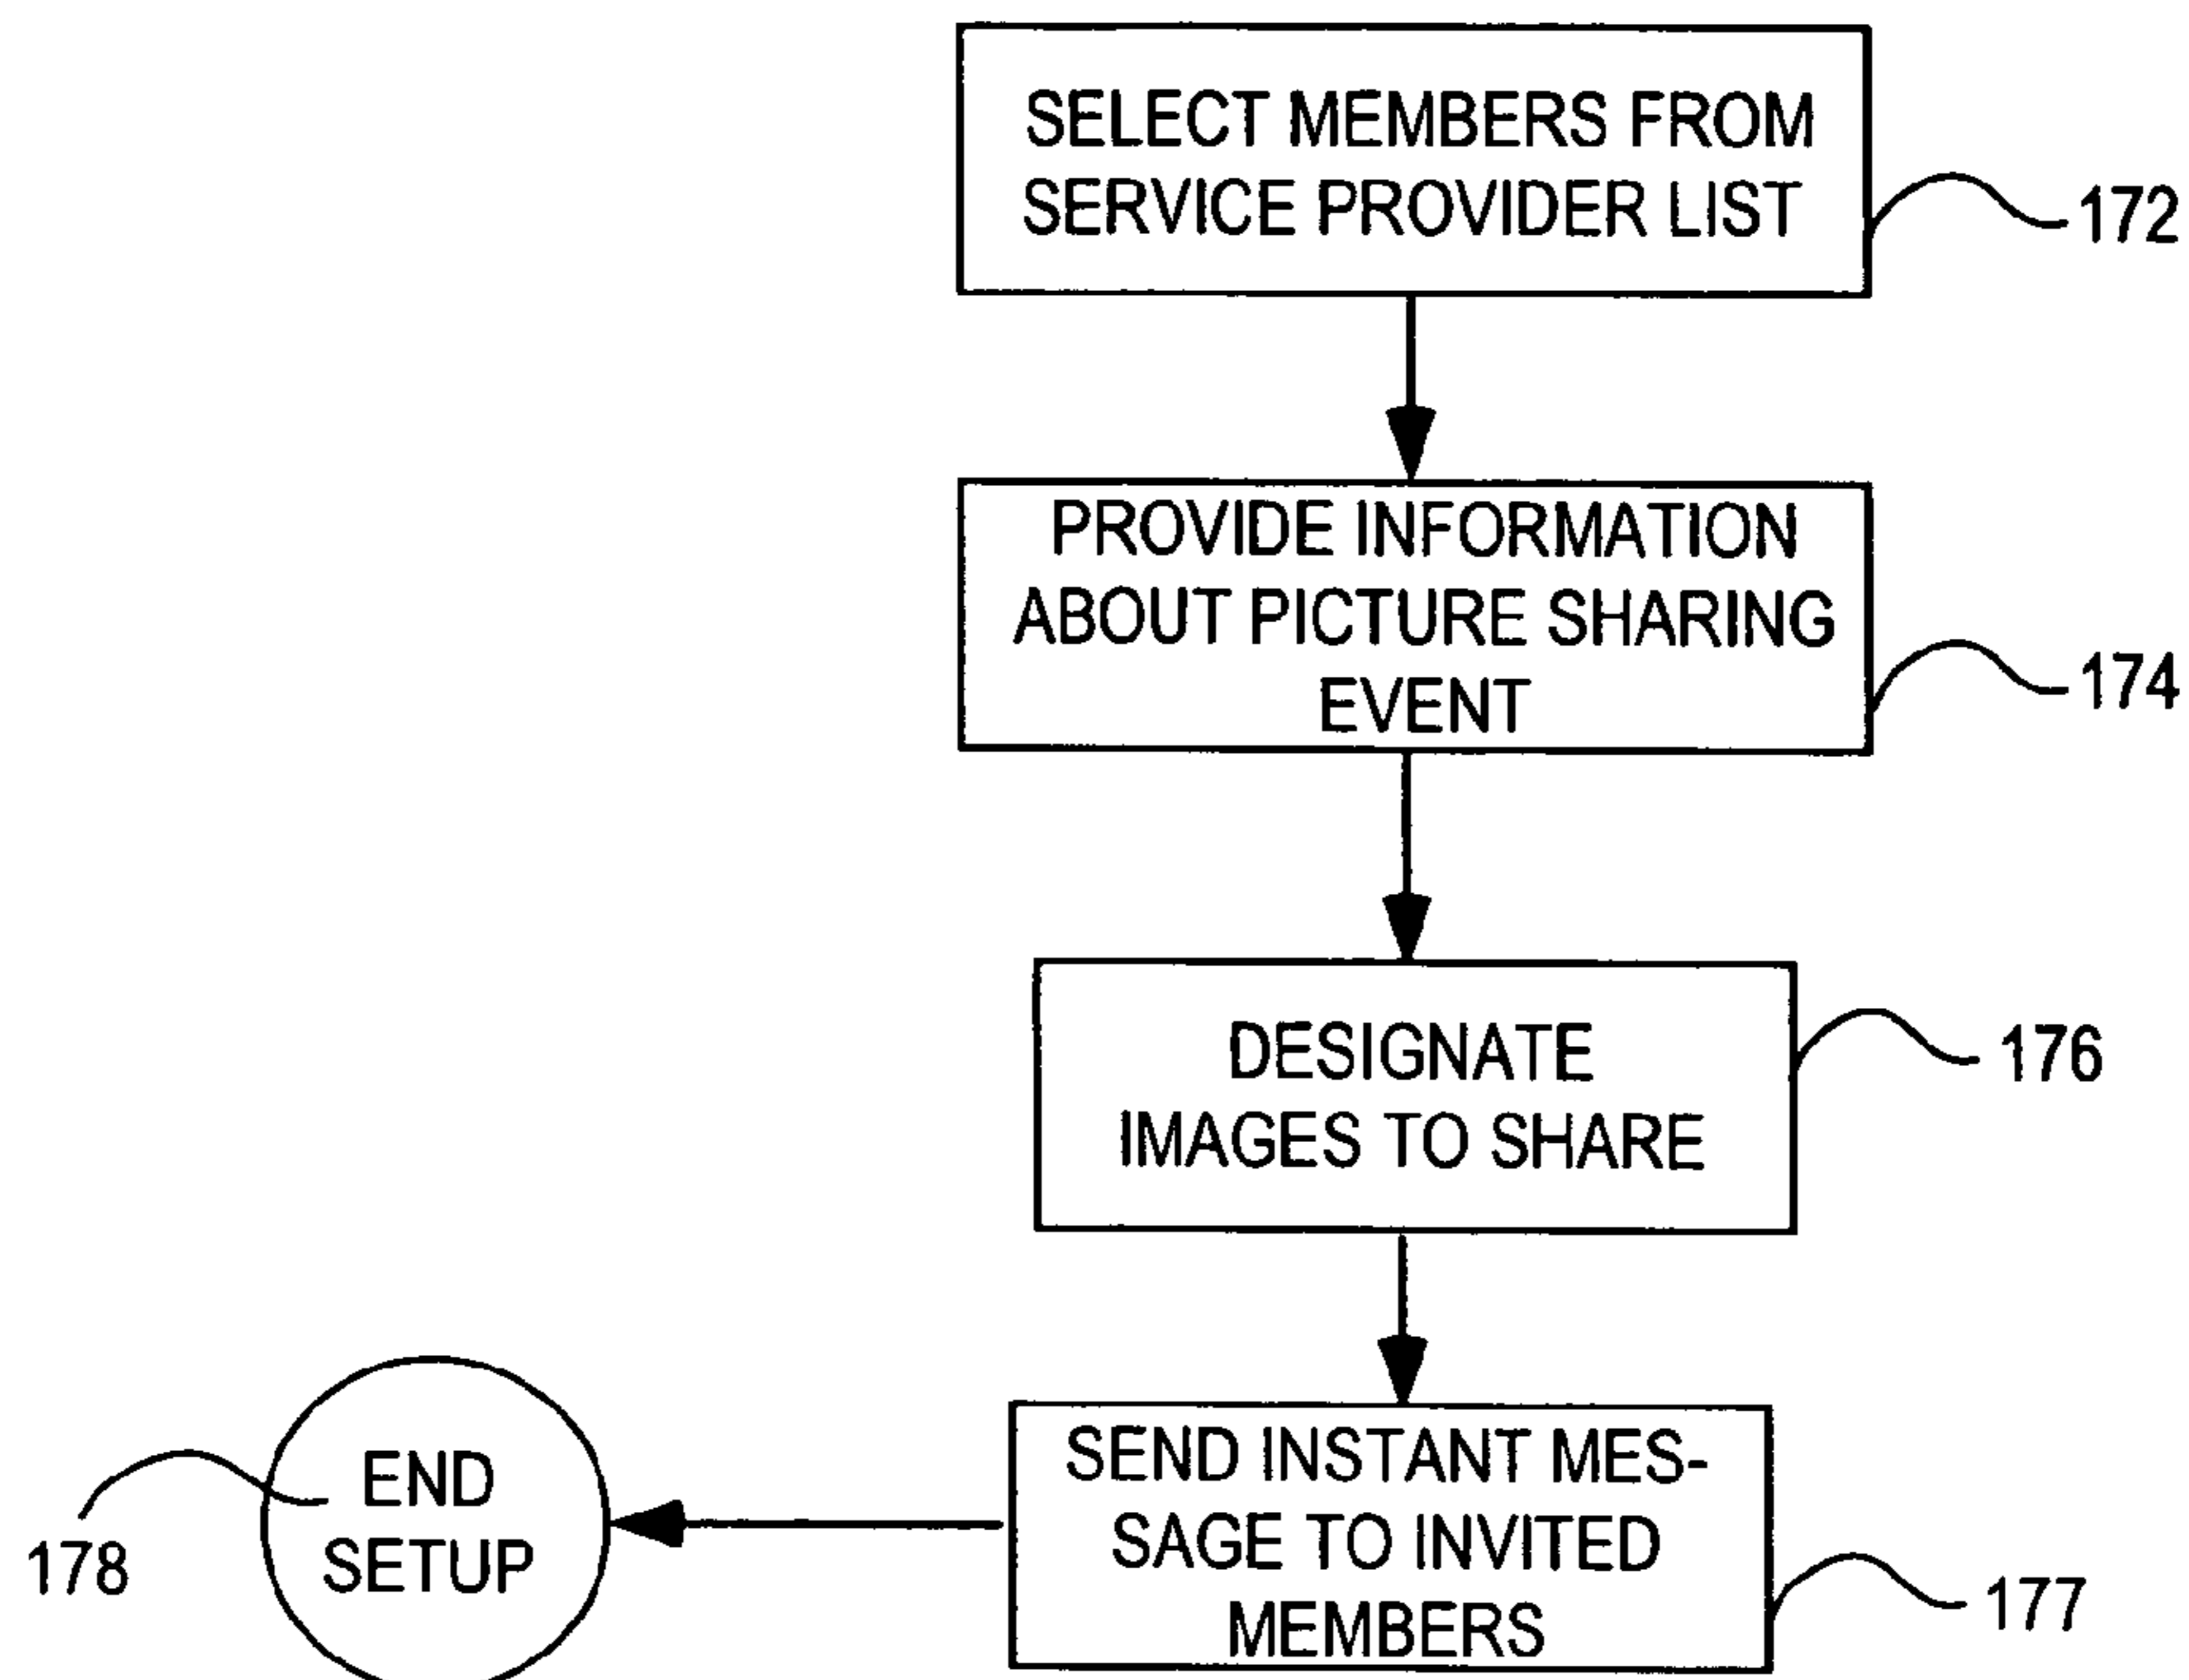 SELECT MEMBERS FROM
SERVICE PROVIDER LIST
172
PROVIDE INFORMATION
ABOUT PICTURE SHARING
EVENT
174
DESIGNATE
IMAGES TO SHARE
176
SEND INSTANT MES-
SAGE TO INVITED
MEMBERS
177
END
SETUP
178